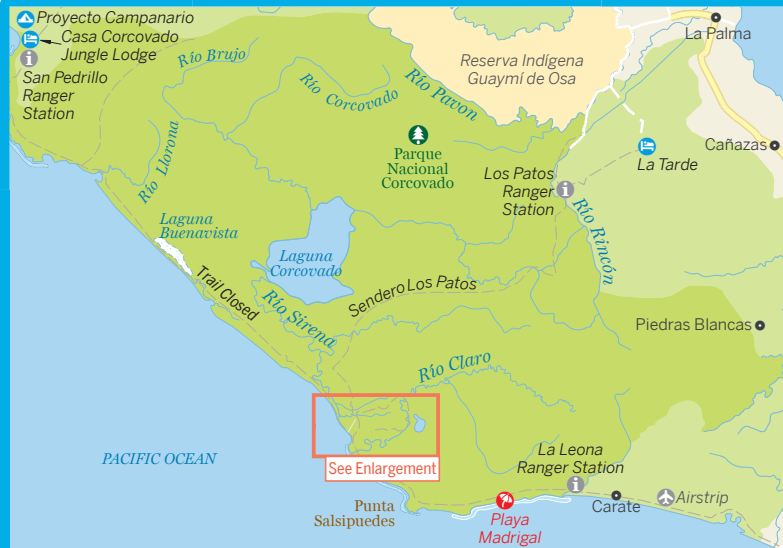 Proyecto Campanario
Casa Corcovado
Jungle Lodge
San Pedrillo
Ranger
Station
Río Brujo
Río Corcovado
Río Pavon
Reserva Indígena
Guaymí de Osa
La Palma
Río Llorona
Parque
Nacional
Corcovado
Cañazas
La Tarde
Los Patos
Ranger
Station
Río Rincón
Laguna
Buenavista
Laguna
Corcovado
Trail Closed
Río Sirena
Sendero Los Patos
Piedras Blancas
Río Claro
PACIFIC OCEAN
See Enlargement
La Leona
Ranger Station
Punta
Salsipuedes
Playa
Madrigal
Carate
Airstrip